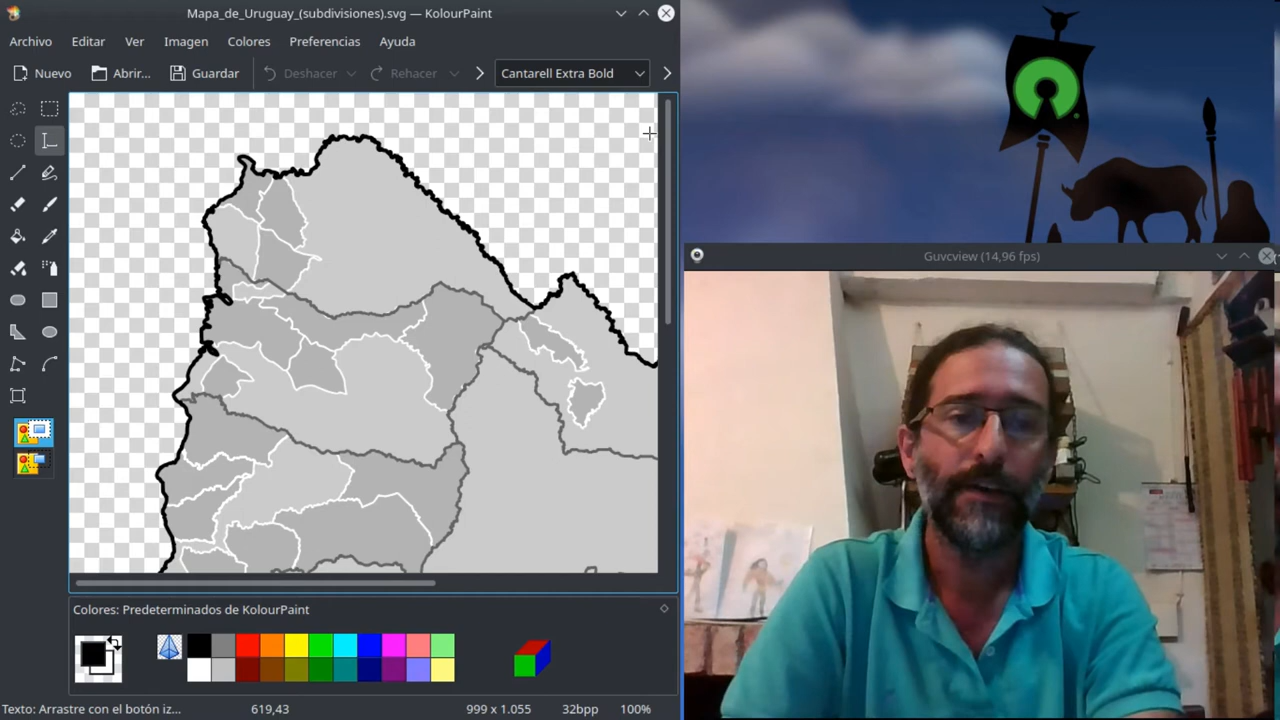 Mapa_de_Uruguay_(subdivisiones).svg — KolourPaint
Archivo Editar Ver Imagen Colores Preferencias Ayuda
Nuevo Abrir... Guardar Deshacer Rehacer Cantarell Extra Bold
Guvcview (14,96 fps)
Colores: Predeterminados de KolourPaint
Texto: Arrastre con el botón iz... 619,43 999 x 1.055 32bpp 100%